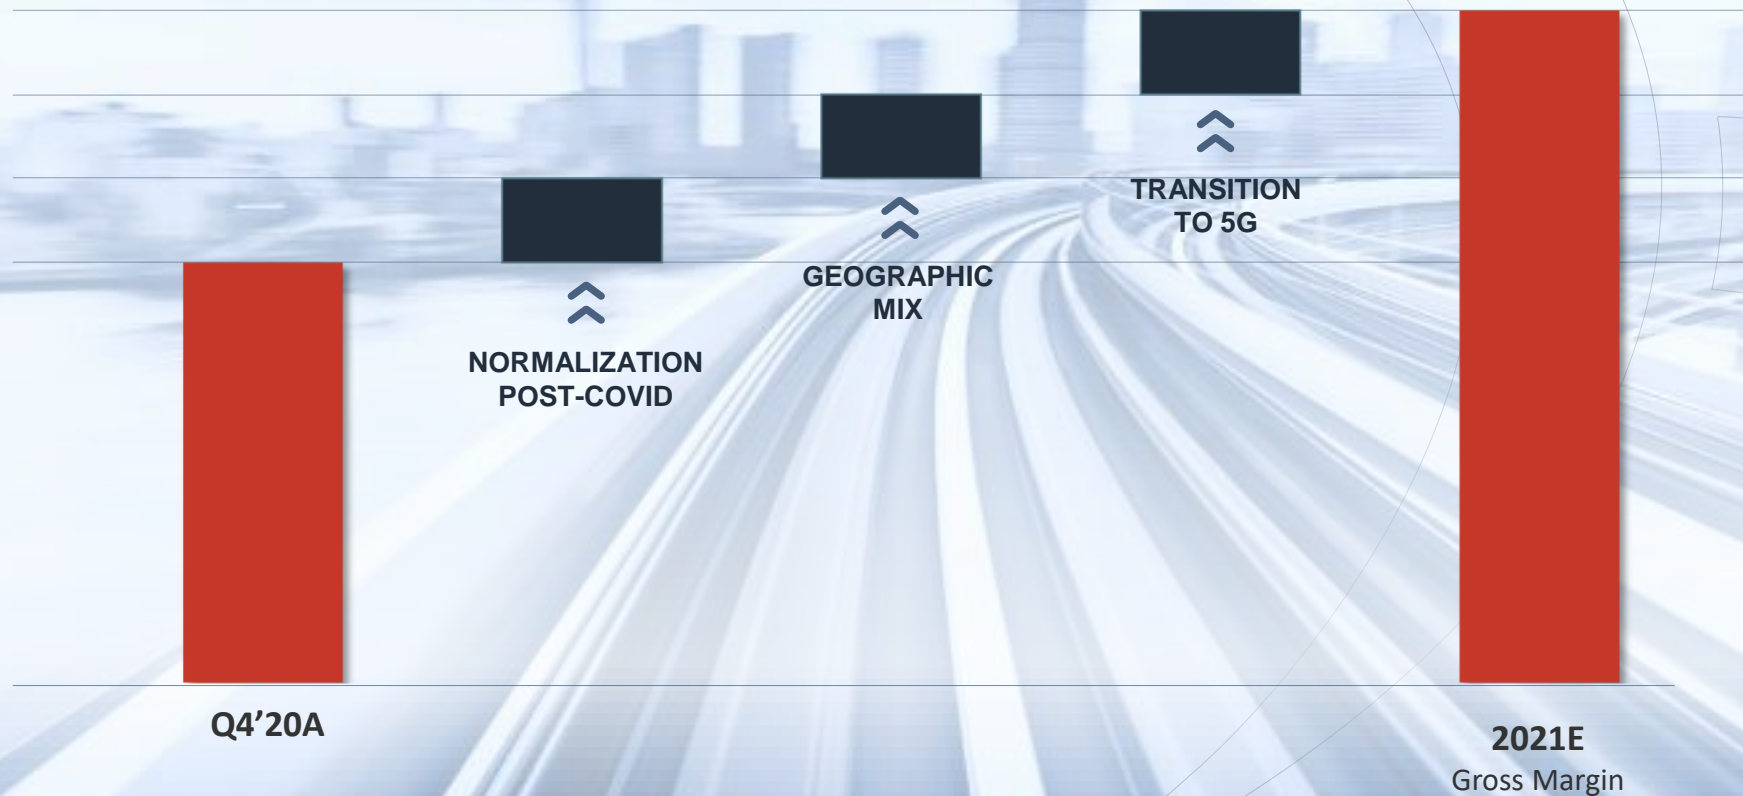 TRANSITION
TO 5G
GEOGRAPHIC
MIX
NORMALIZATION
POST-COVID
Q4’20A
2021E
Gross Margin